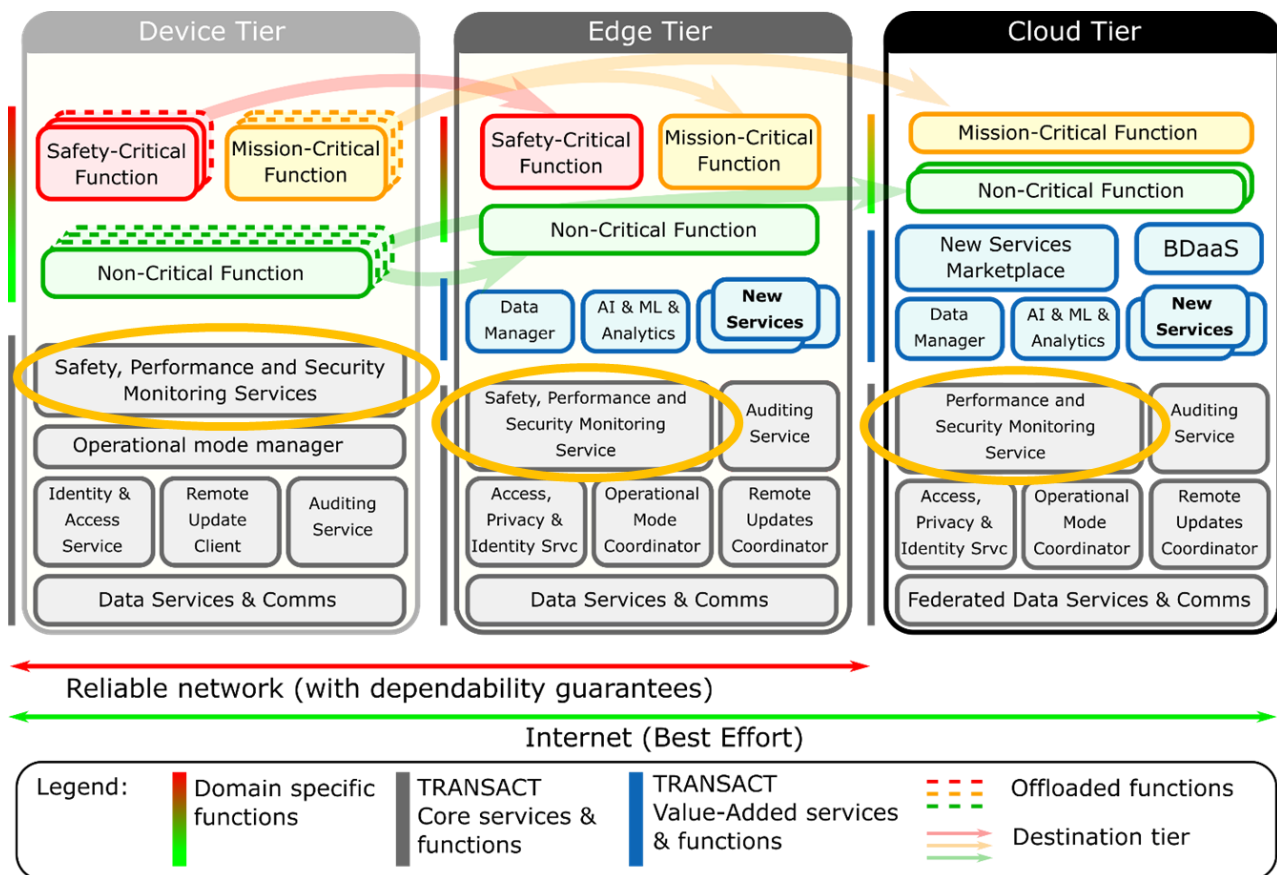 Device Tier
Edge Tier
Cloud Tier
Safety-Critical
Function
Mission-Critical
Function
Non-Critical Function
Safety, Performance and Security
Monitoring Services
Operational mode manager
Identity &
Access
Service
Remote
Update
Client
Auditing
Service
Data Services & Comms
Safety-Critical
Function
Mission-Critical
Function
Non-Critical Function
Data
Manager
AI & ML &
Analytics
New
Services
Safety, Performance and
Security Monitoring
Service
Auditing
Service
Access,
Privacy &
Identity Srvc
Operational
Mode
Coordinator
Remote
Updates
Coordinator
Data Services & Comms
Mission-Critical Function
Non-Critical Function
New Services
Marketplace
BDaaS
Data
Manager
AI & ML &
Analytics
New
Services
Performance and
Security Monitoring
Service
Auditing
Service
Access,
Privacy &
Identity Srvc
Operational
Mode
Coordinator
Remote
Updates
Coordinator
Federated Data Services & Comms
Reliable network (with dependability guarantees)
Internet (Best Effort)
Legend:
Domain specific
functions
TRANSACT
Core services &
functions
TRANSACT
Value-Added services
& functions
Offloaded functions
Destination tier